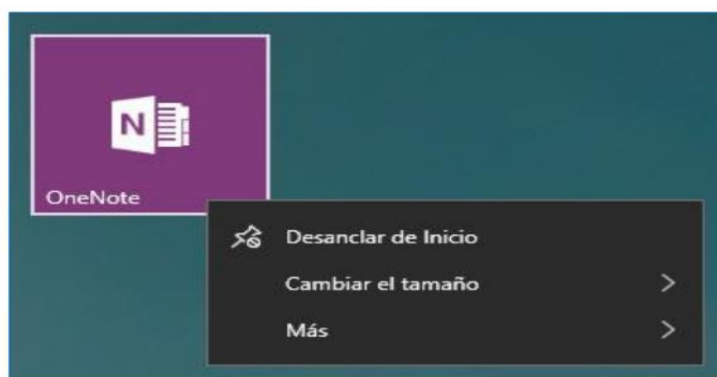 N
OneNote
Desanclar de Inicio
Cambiar el tamaño
Más